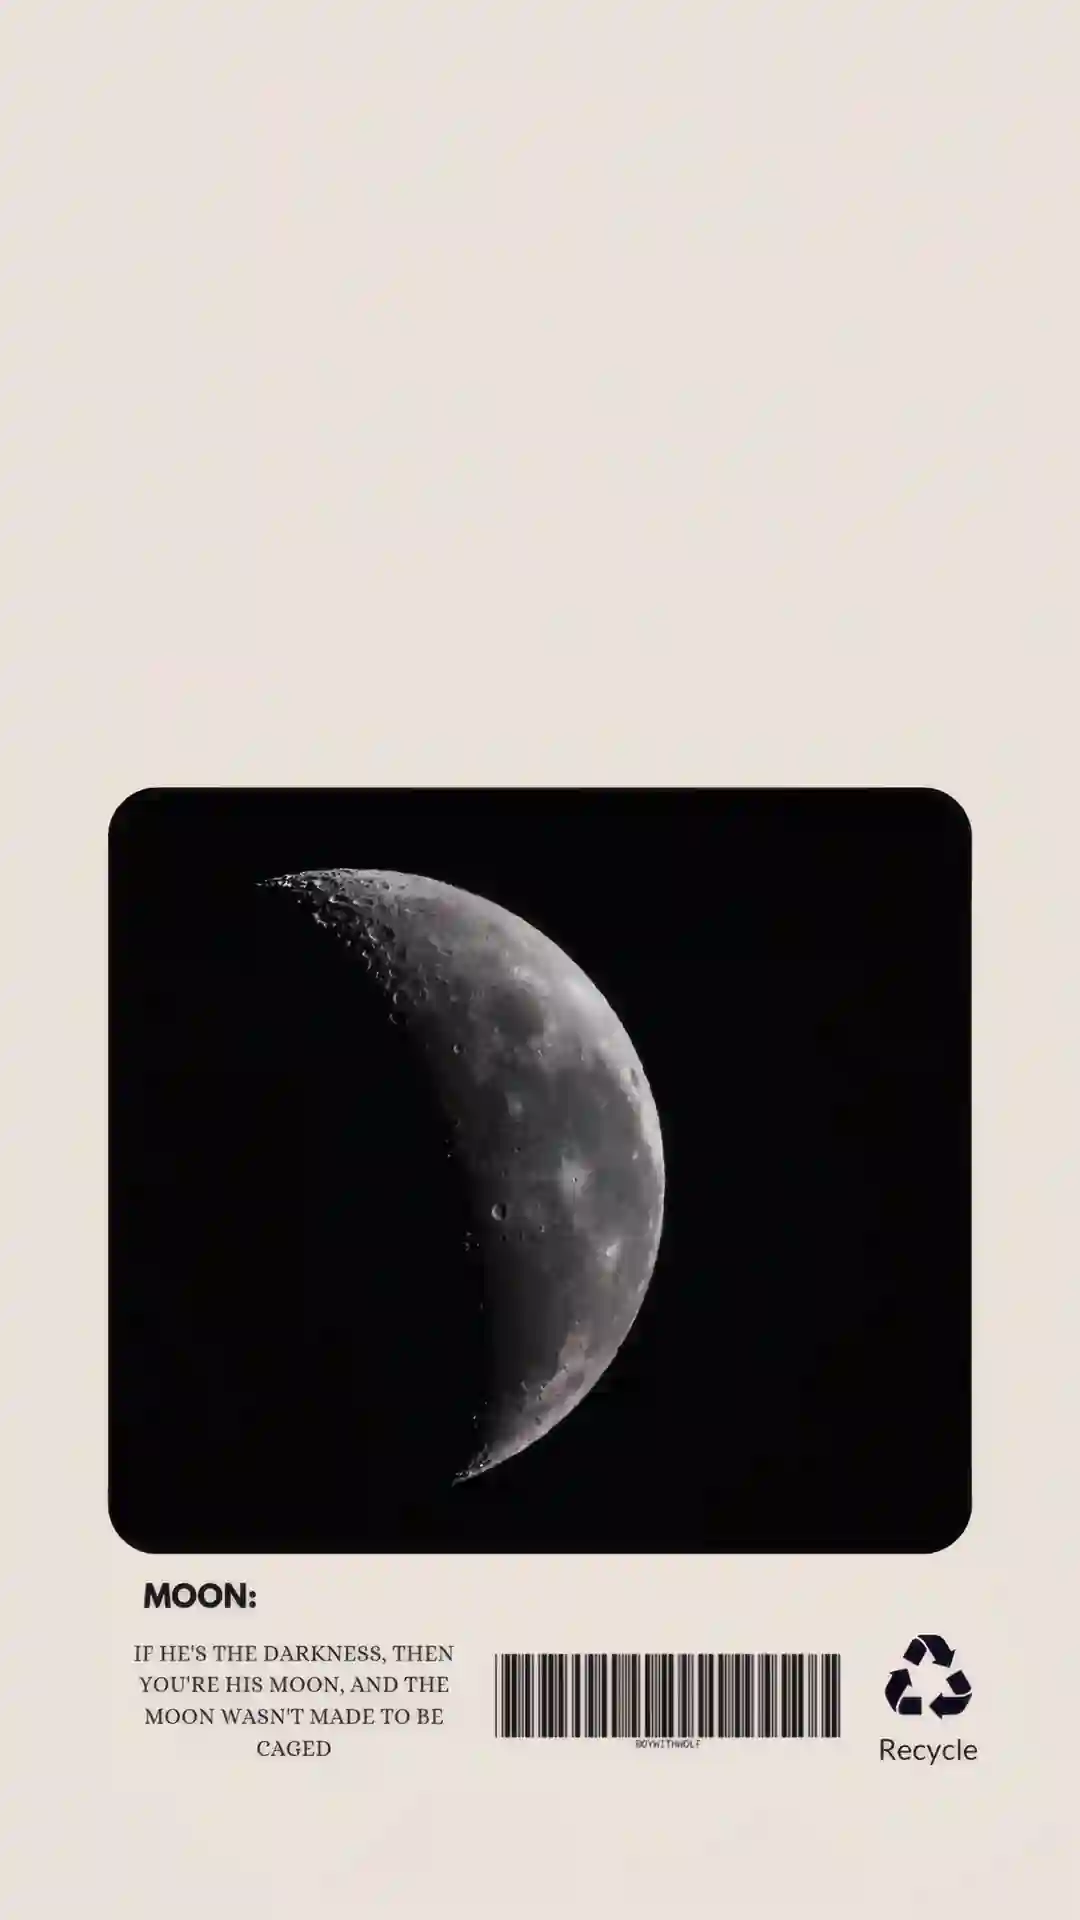 MOON:
IF HE'S THE DARKNESS, THEN
YOU'RE HIS MOON, AND THE
MOON WASN'T MADE TO BE
CAGED
BOYWITHWOLF
Recycle